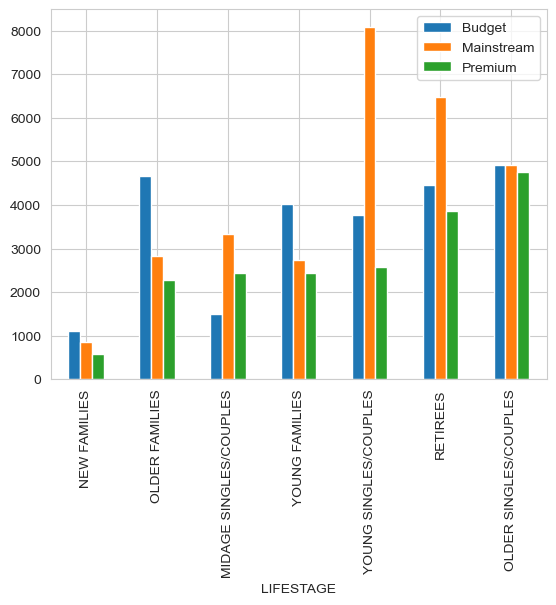 8000
7000
6000
5000
4000
3000
2000
1000
0
Budget
Mainstream
Premium
NEW FAMILIES
OLDER FAMILIES
MIDAGE SINGLES/COUPLES
YOUNG FAMILIES
YOUNG SINGLES/COUPLES
RETIREES
OLDER SINGLES/COUPLES
LIFESTAGE